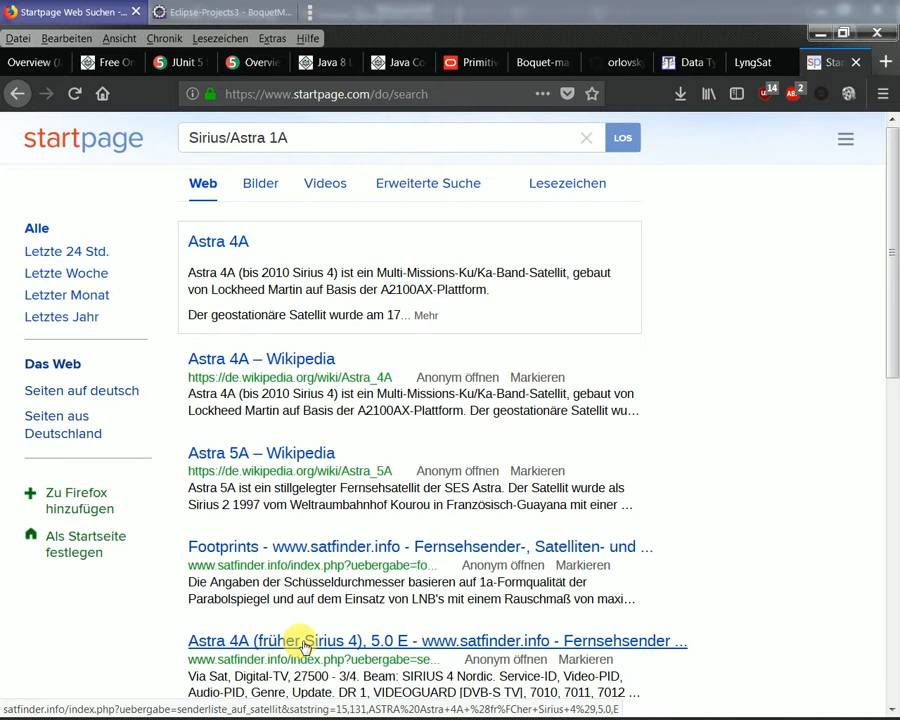 Startpage Web Suchen -...
Eclipse-Projects3 - BoquetM...
Datei Bearbeiten Ansicht Chronik Lesezeichen Extras Hilfe
Overview (Ja
Free On
JUnit 5
Overvie
Java 8
Java Co
Primitiv
Boquet-ma
orlovsky
Data Ty
LyngSat
Star
https://www.startpage.com/do/search
14
2
startpage
Sirius/Astra 1A
LOS
Web Bilder Videos Erweiterte Suche Lesezeichen
Alle
Letzte 24 Std.
Letzte Woche
Letzter Monat
Letztes Jahr
Das Web
Seiten auf deutsch
Seiten aus
Deutschland
Zu Firefox
hinzufügen
Als Startseite
festlegen
Astra 4A
Astra 4A (bis 2010 Sirius 4) ist ein Multi-Missions-Ku/Ka-Band-Satellit, gebaut
von Lockheed Martin auf Basis der A2100AX-Plattform.
Der geostationäre Satellit wurde am 17... Mehr
Astra 4A – Wikipedia
https://de.wikipedia.org/wiki/Astra_4A Anonym öffnen Markieren
Astra 4A (bis 2010 Sirius 4) ist ein Multi-Missions-Ku/Ka-Band-Satellit, gebaut von
Lockheed Martin auf Basis der A2100AX-Plattform. Der geostationäre Satellit wu...
Astra 5A – Wikipedia
https://de.wikipedia.org/wiki/Astra_5A Anonym öffnen Markieren
Astra 5A ist ein stillgelegter Fernsehsatellit der SES Astra. Der Satellit wurde als
Sirius 2 1997 vom Weltraumbahnhof Kourou in Französisch-Guayana mit einer ...
Footprints - www.satfinder.info - Fernsehsender-, Satelliten- und ...
www.satfinder.info/index.php?uebergabe=fo... Anonym öffnen Markieren
Die Angaben der Schüsseldurchmesser basieren auf 1a-Formqualität der
Parabolspiegel und auf dem Einsatz von LNB's mit einem Rauschmaß von maxi...
Astra 4A (früher Sirius 4), 5.0 E - www.satfinder.info - Fernsehsender ...
www.satfinder.info/index.php?uebergabe=se... Anonym öffnen Markieren
Via Sat, Digital-TV, 27500 - 3/4. Beam: SIRIUS 4 Nordic. Service-ID, Video-PID,
Audio-PID, Genre, Update. DR 1, VIDEOGUARD [DVB-S TV], 7010, 7011, 7012 ...
satfinder.info/index.php?uebergabe=senderliste_auf_satellit&satstring=15,131,ASTRA%20Astra+4A+%28fr%FCher+Sirius+4%29,5.0,E